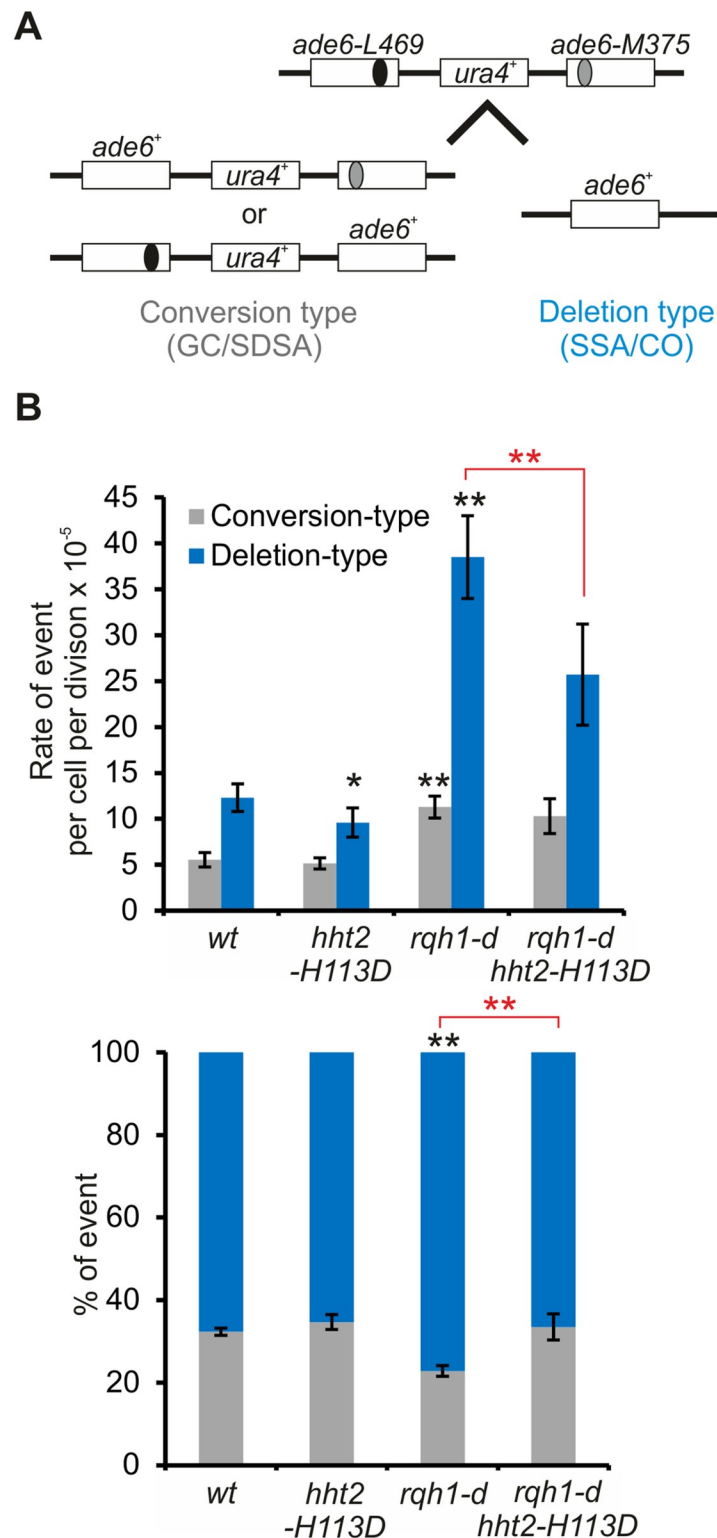 A
ade6-L469
ade6-M375
ura4+
ade6+
ura4+
or
ade6+
ura4+
ade6+
Conversion type
(GC/SDSA)
Deletion type
(SSA/CO)
B
**
45
40
35
30
25
20
15
10
5
0
Rate of event
per cell per divison x 10-5
Conversion-type
Deletion-type
*
**
**
wt
hht2
-H113D
rqh1-d
rqh1-d
hht2-H113D
**
**
100
80
60
40
20
0
% of event
wt
hht2
-H113D
rqh1-d
rqh1-d
hht2-H113D